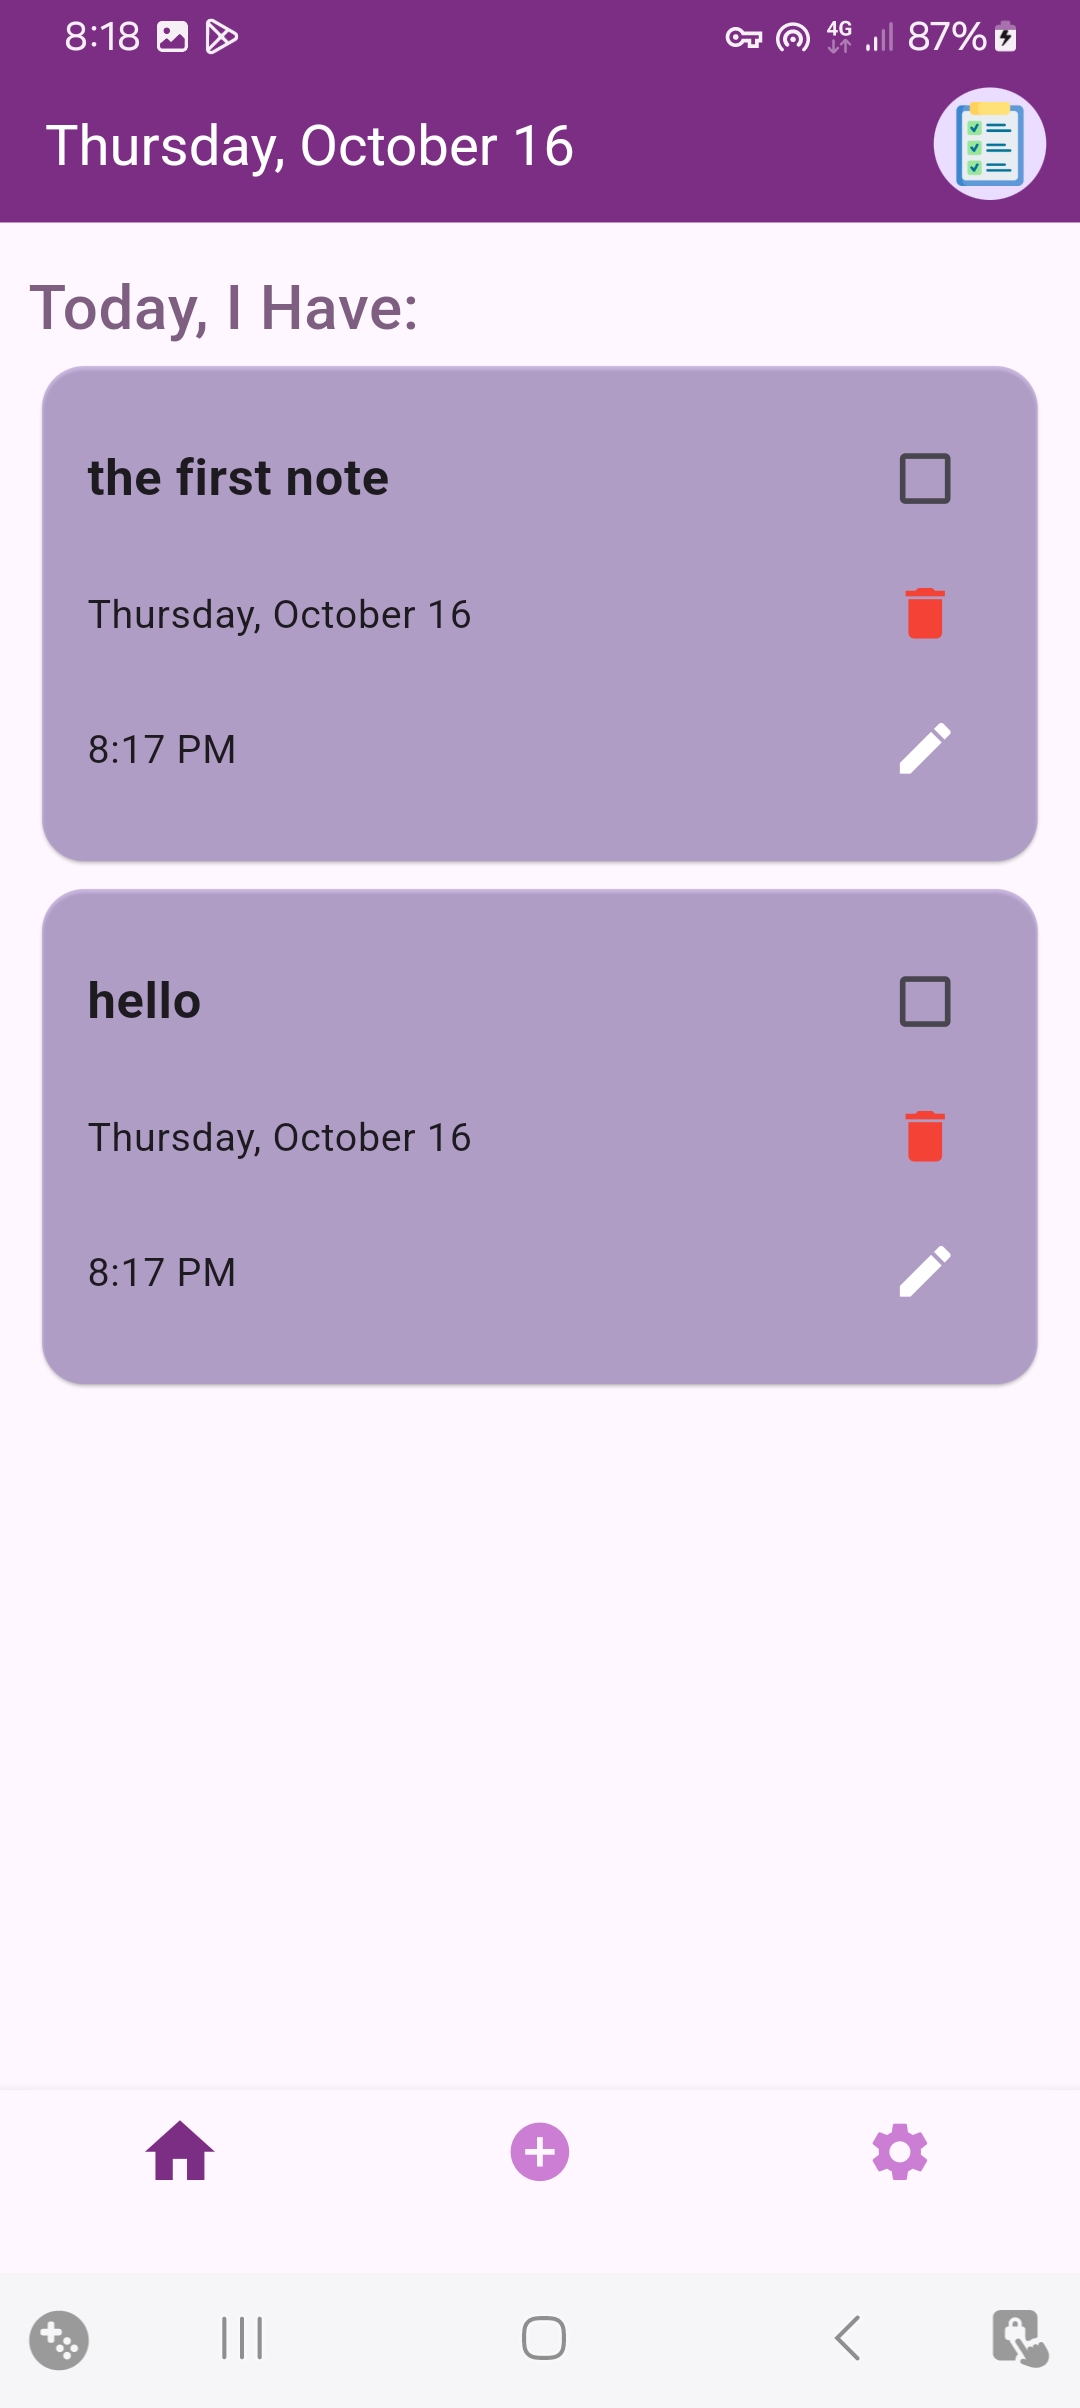 8:18
4G
87%
Thursday, October 16
Today, I Have:
the first note
Thursday, October 16
8:17 PM
hello
Thursday, October 16
8:17 PM